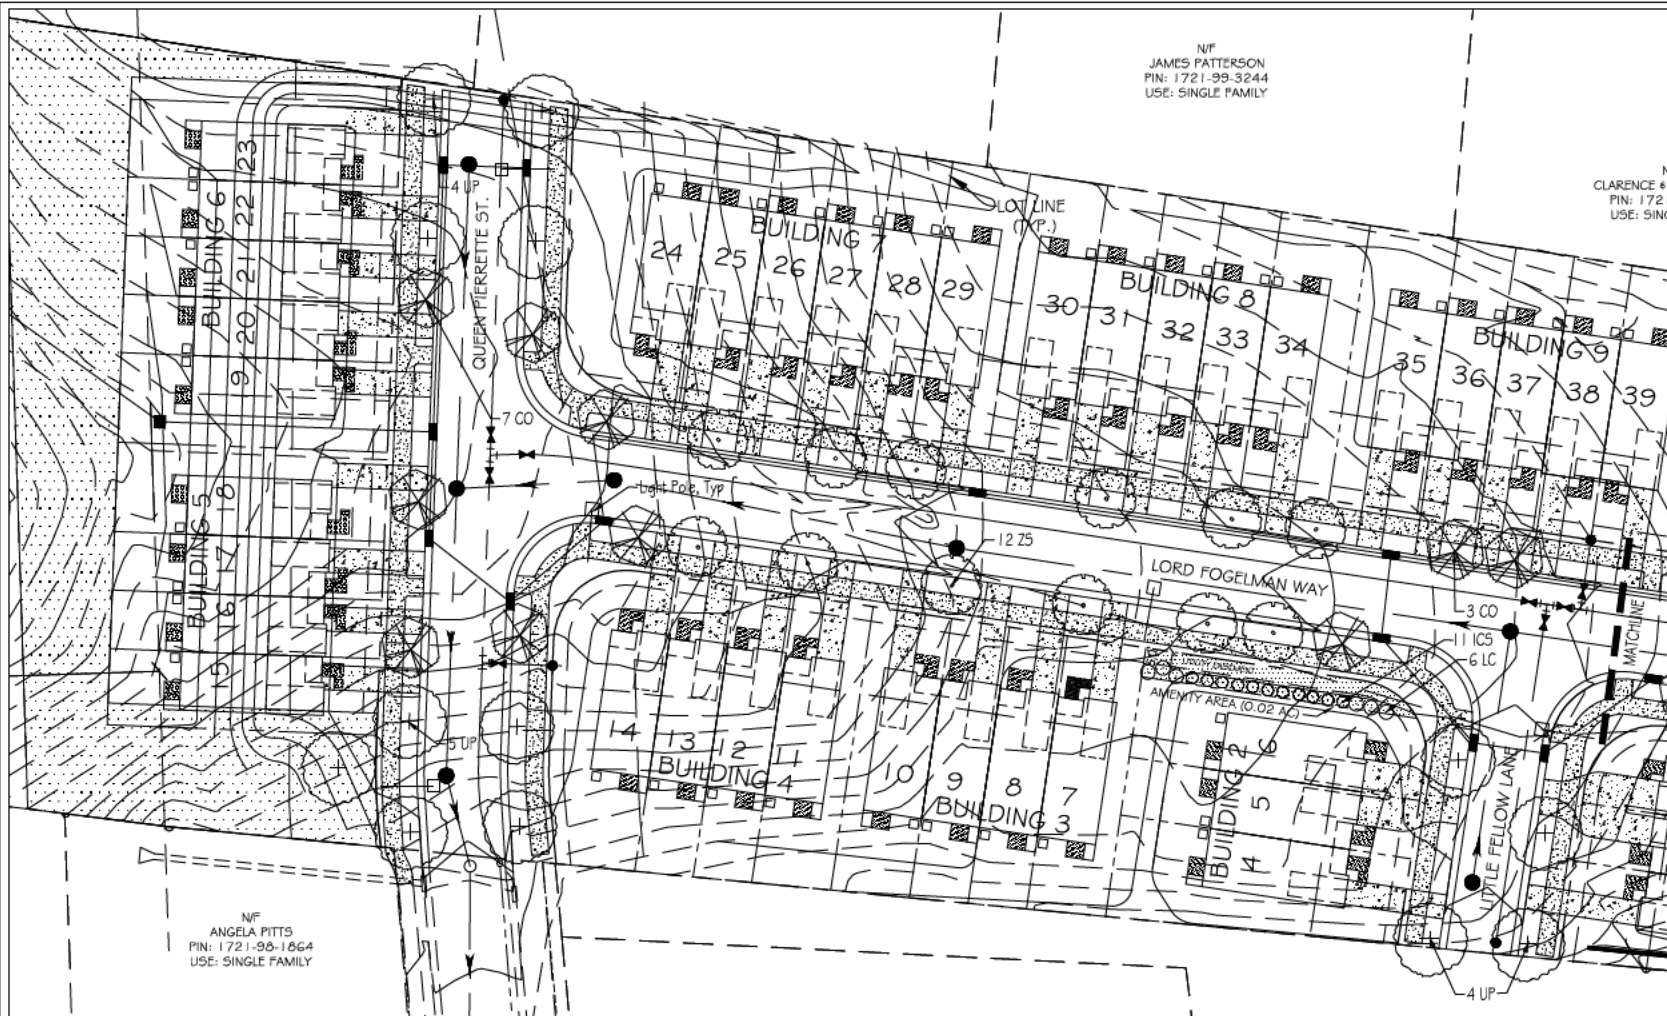 N/F
JAMES PATTERSON
PIN: 1721-99-3244
USE: SINGLE FAMILY
CLARENCE
PIN: 172
USE: SING
4 UP
QUEEN PIERRETTE ST.
LOT LINE
(TYP.)
BUILDING 6
23
22
21
20
9
BUILDING 7
24
25
26
27
28
29
BUILDING 8
30
31
32
33
34
BUILDING 9
35
36
37
38
39
7 CO
Light Pole, Typ
12 ZS
LORD FOGELMAN WAY
3 CO
11 ICS
6 LC
MATCHLINE
BUILDING 5
18
17
6
15
5 UP
14
13
12
11
BUILDING 4
10
9
8
7
BUILDING 3
AMENITY AREA (0.02 AC)
BUILDING 2
6
5
4
LITTLE FELLOW LANE
4 UP
N/F
ANGELA PITTS
PIN: 1721-98-1864
USE: SINGLE FAMILY